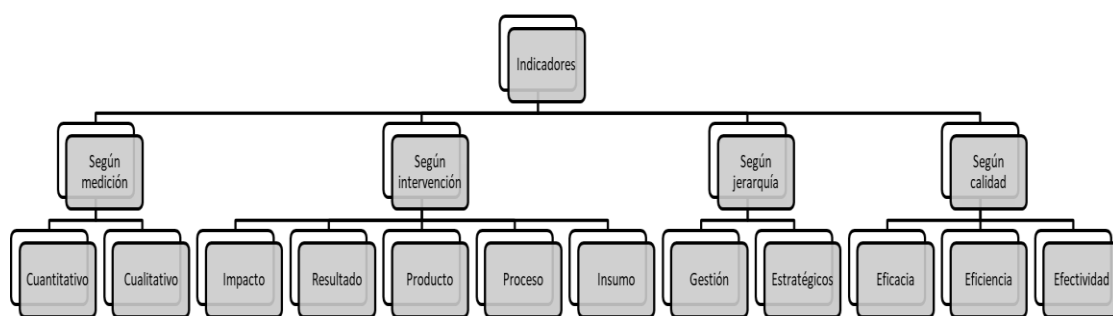 Indicadores
Según
medición
Según
intervención
Según
jerarquía
Según
calidad
Cuantitativo
Cualitativo
Impacto
Resultado
Producto
Proceso
Insumo
Gestión
Estratégicos
Eficacia
Eficiencia
Efectividad